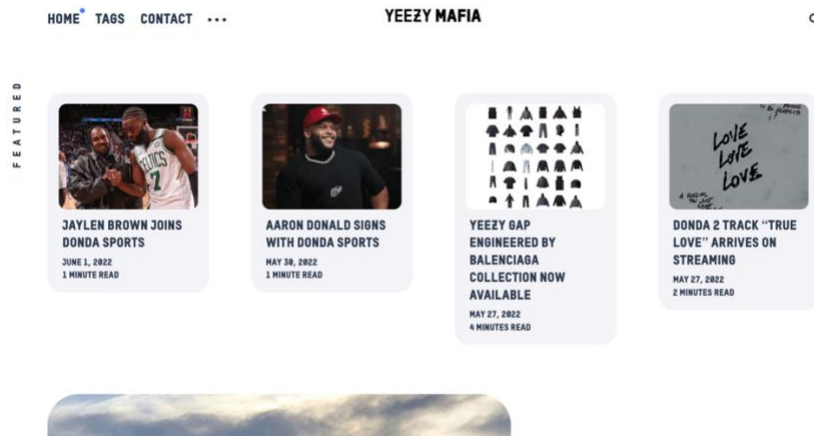 HOME TAGS CONTACT •••
YEEZY MAFIA
FEATURED
CELTICS
7
JAYLEN BROWN JOINS
DONDA SPORTS
JUNE 1, 2022
1 MINUTE READ
AARON DONALD SIGNS
WITH DONDA SPORTS
MAY 30, 2022
1 MINUTE READ
YEEZY GAP
ENGINEERED BY
BALENCIAGA
COLLECTION NOW
AVAILABLE
MAY 27, 2022
4 MINUTES READ
LOVE
LOVE
LOVE
DONDA 2 TRACK “TRUE
LOVE” ARRIVES ON
STREAMING
MAY 27, 2022
2 MINUTES READ